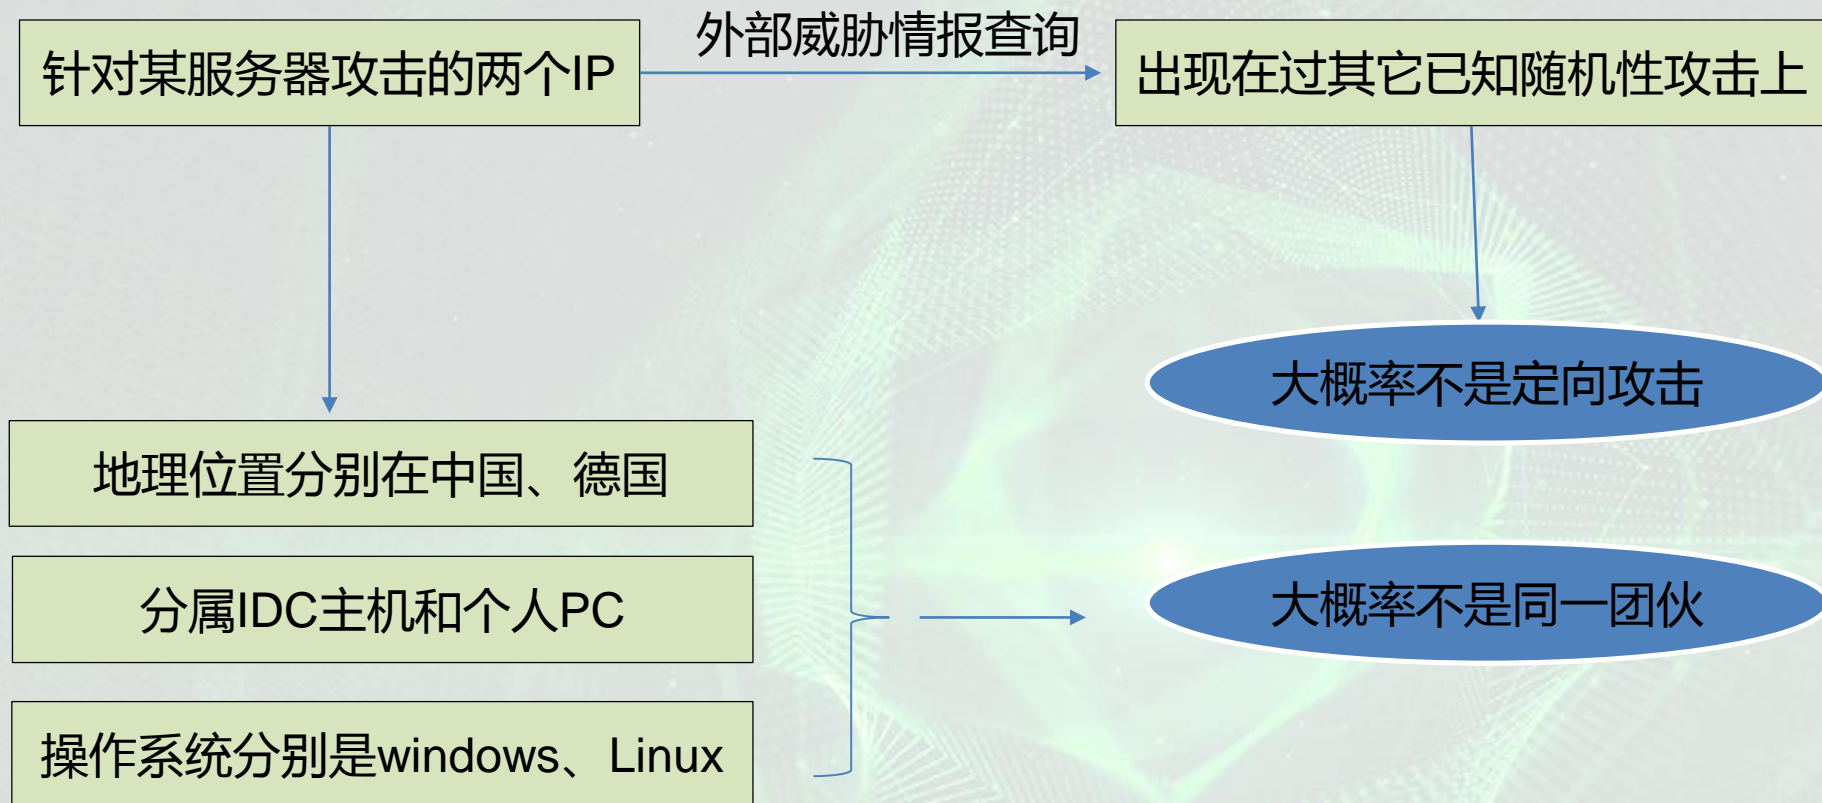 外部威胁情报查询
针对某服务器攻击的两个IP
出现在过其它已知随机性攻击上
大概率不是定向攻击
地理位置分别在中国、德国
分属IDC主机和个人PC
大概率不是同一团伙
操作系统分别是windows、Linux